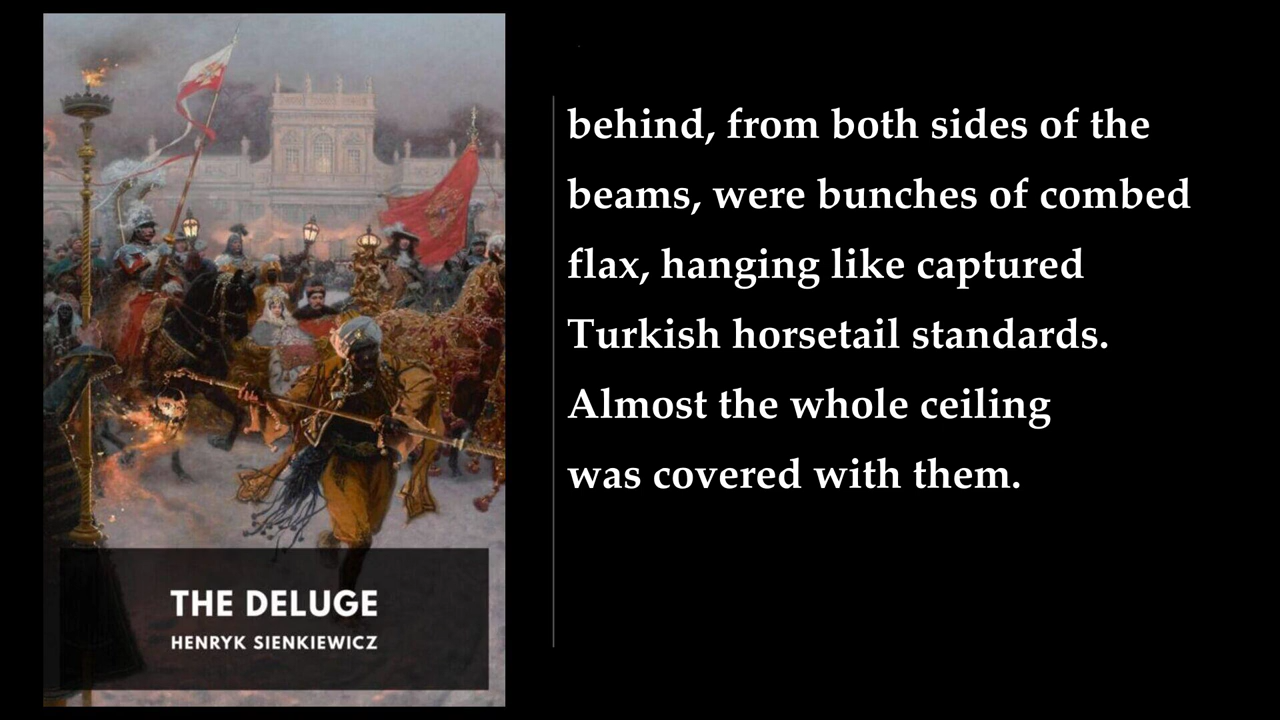 THE DELUGE
HENRYK SIENKIEWICZ
behind, from both sides of the
beams, were bunches of combed
flax, hanging like captured
Turkish horsetail standards.
Almost the whole ceiling
was covered with them.